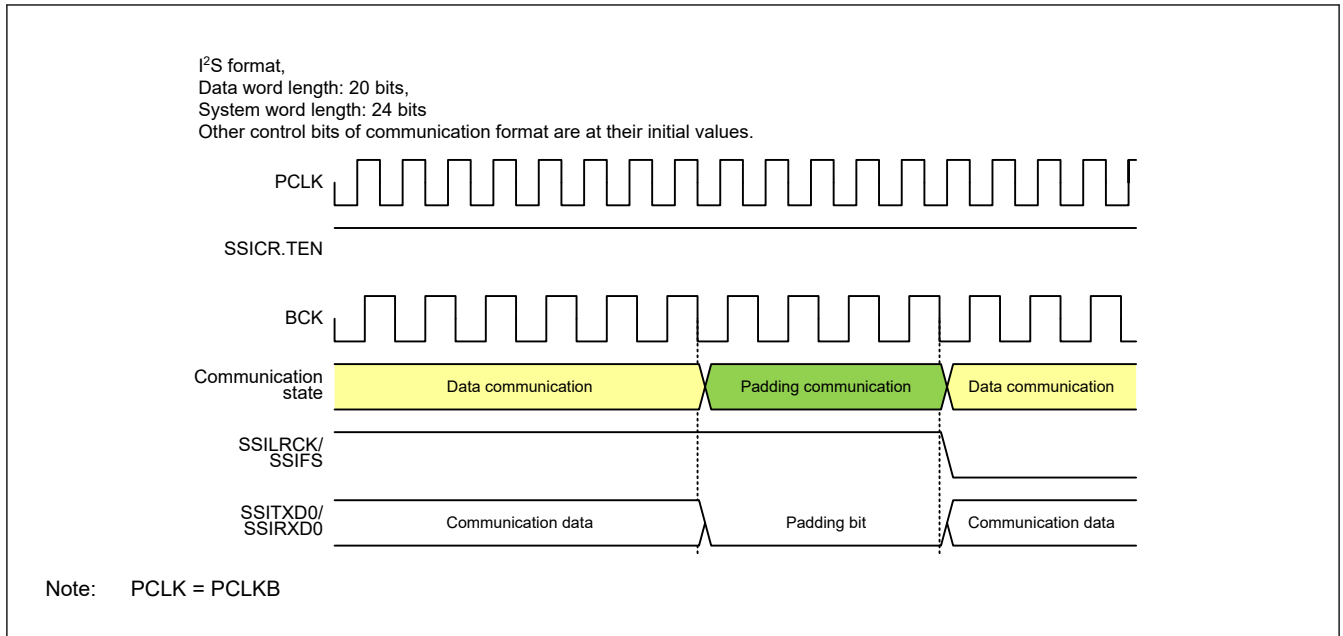 I²S format,
Data word length: 20 bits,
System word length: 24 bits
Other control bits of communication format are at their initial values.
PCLK
SSICR.TEN
BCK
Communication
state
Data communication
Padding communication
Data communication
SSILRCK/
SSIFS
SSITXD0/
SSIRXD0
Communication data
Padding bit
Communication data
Note: PCLK = PCLKB